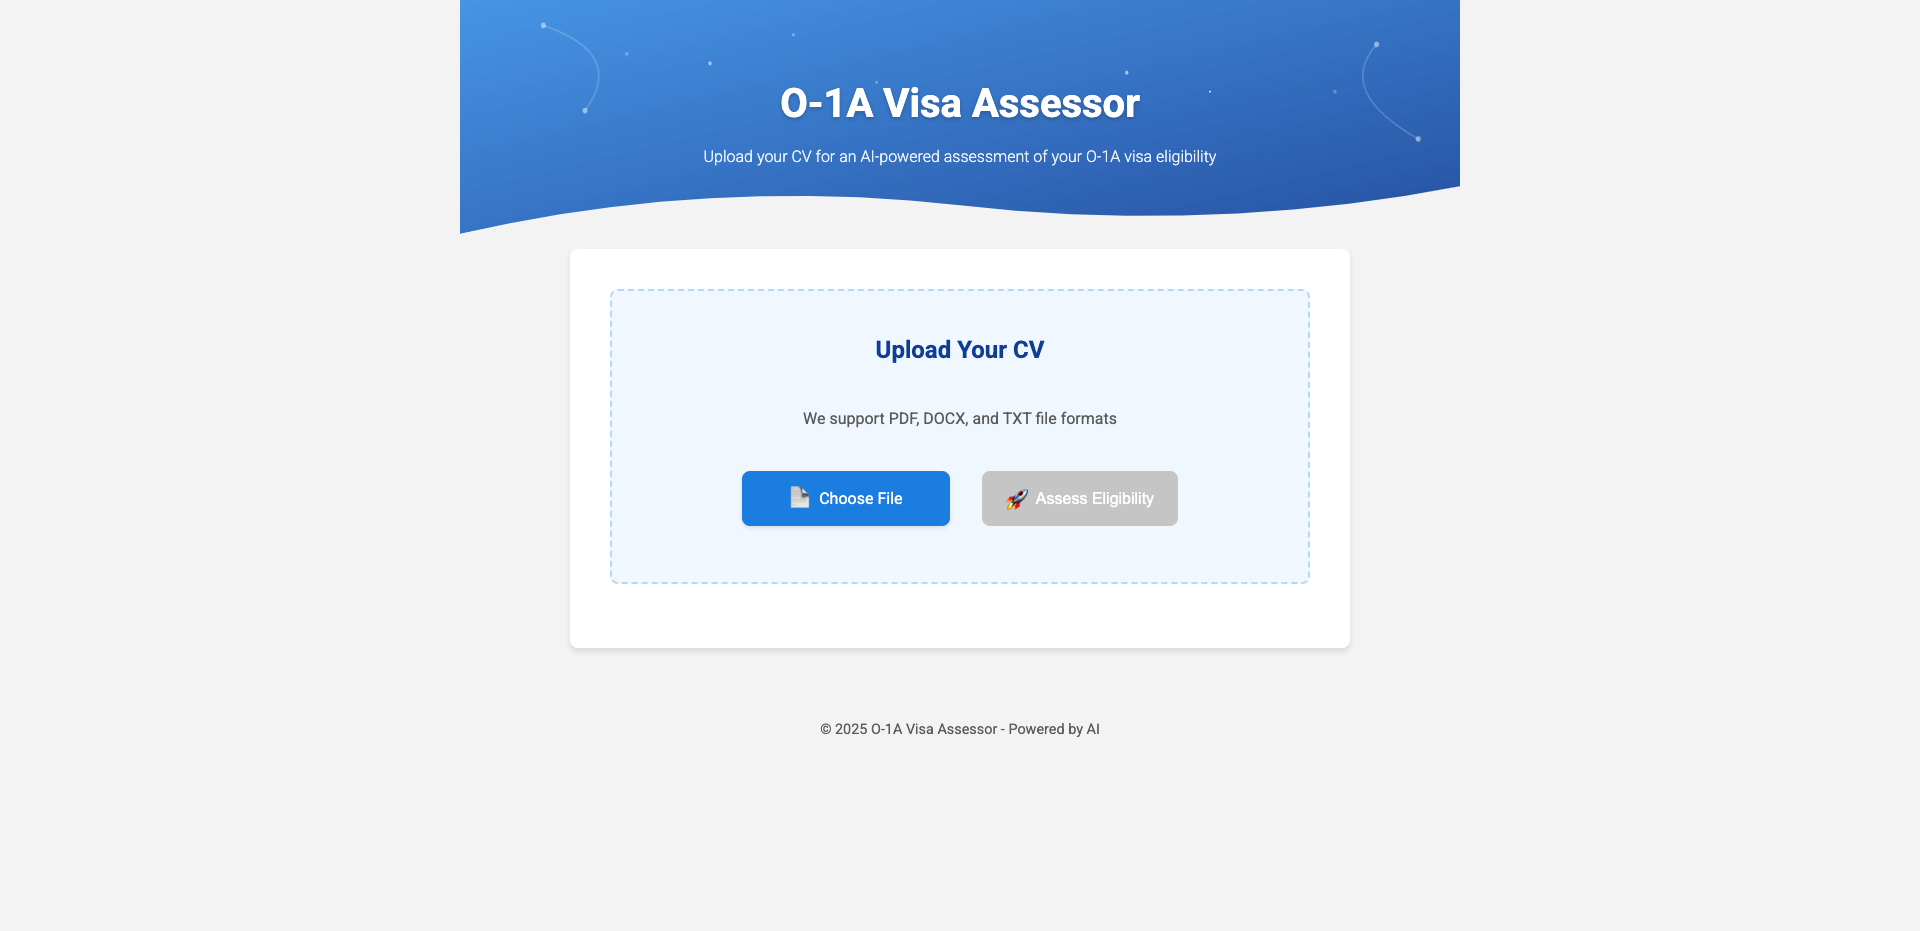 O-1A Visa Assessor
Upload your CV for an AI-powered assessment of your O-1A visa eligibility
Upload Your CV
We support PDF, DOCX, and TXT file formats
Choose File
Assess Eligibility
© 2025 O-1A Visa Assessor - Powered by AI